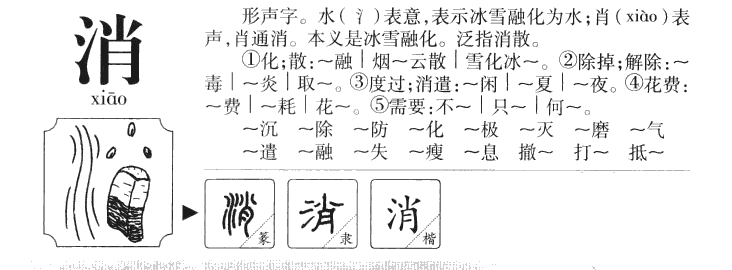 消
xiāo
形声字。水(氵)表意,表示冰雪融化为水;肖(xiào)表
声,肖通消。本义是冰雪融化。泛指消散。
①化;散:～融|烟～云散|雪化冰～。②除掉;解除:～
毒|～炎|取～。③度过;消遣:～闲|～夏|～夜。④花费:
～费|～耗|花～。⑤需要:不～|只～|何～。
～沉 ～除 ～防 ～化 ～极 ～灭 ～磨 ～气
～遣 ～融 ～失 ～瘦 ～息 撤～ 打～ 抵～
消 篆
消 隶
消 楷